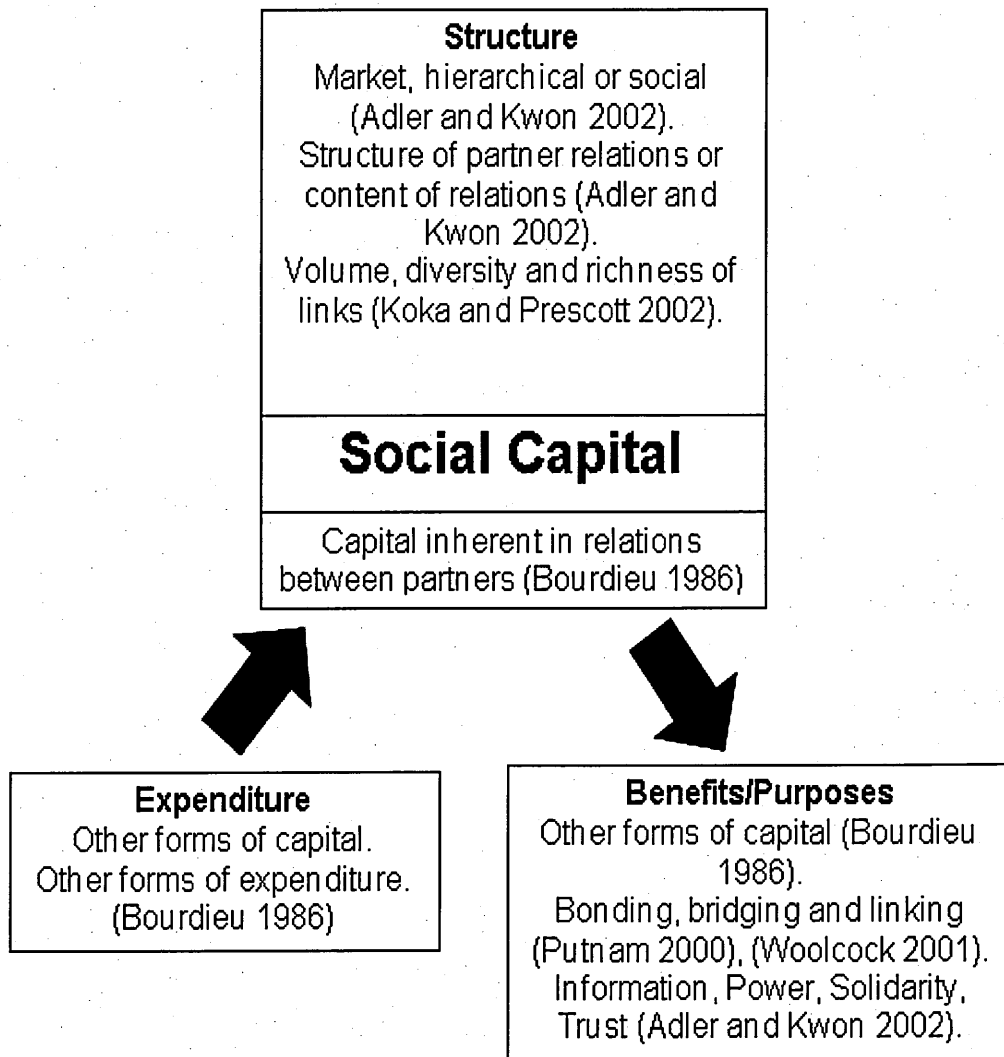 Structure
Market, hierarchical or social
(Adler and Kwon 2002).
Structure of partner relations or
content of relations (Adler and
Kwon 2002).
Volume, diversity and richness of
links (Koka and Prescott 2002).
Social Capital
Capital inherent in relations
between partners (Bourdieu 1986)
Expenditure
Other forms of capital.
Other forms of expenditure.
(Bourdieu 1986)
Benefits/Purposes
Other forms of capital (Bourdieu
1986).
Bonding, bridging and linking
(Putnam 2000), (Woolcock 2001).
Information, Power, Solidarity,
Trust (Adler and Kwon 2002).